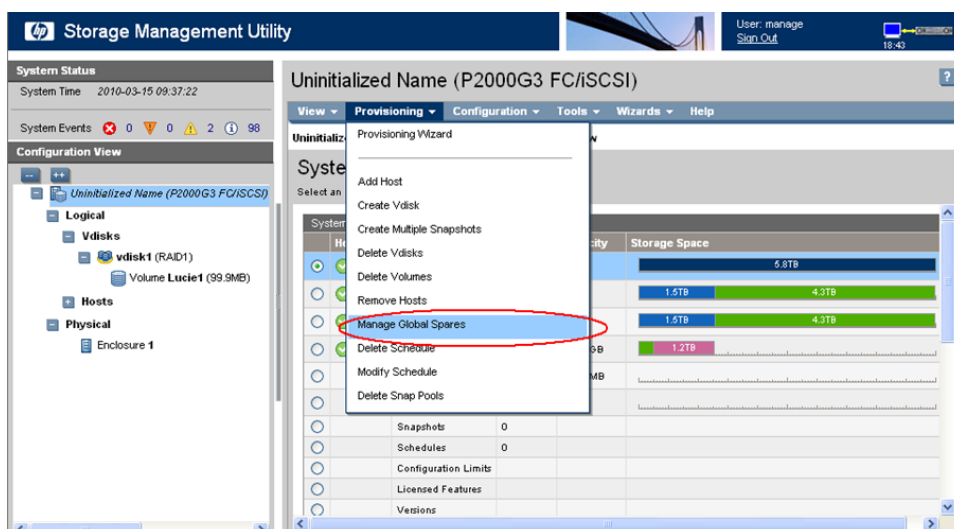 hp Storage Management Utility
User: manage
Sign Out
18:43
System Status
System Time 2010-03-15 09:37:22
System Events 0 0 2 98
Configuration View
Uninitialized Name (P2000G3 FC/iSCSI)
Logical
Vdisks
vdisk1 (RAID1)
Volume Lucie1 (99.9MB)
Hosts
Physical
Enclosure 1
Uninitialized Name (P2000G3 FC/iSCSI)
?
View Provisioning Configuration Tools Wizards Help
Provisioning Wizard
Add Host
Create Vdisk
Create Multiple Snapshots
Delete Vdisks
Delete Volumes
Remove Hosts
Manage Global Spares
Delete Schedule
Modify Schedule
Delete Snap Pools
Select an
Storage Space
1.5TB 4.3TB
1.5TB 4.3TB
1.2TB
Snapshots 0
Schedules 0
Configuration Limits
Licensed Features
Versions